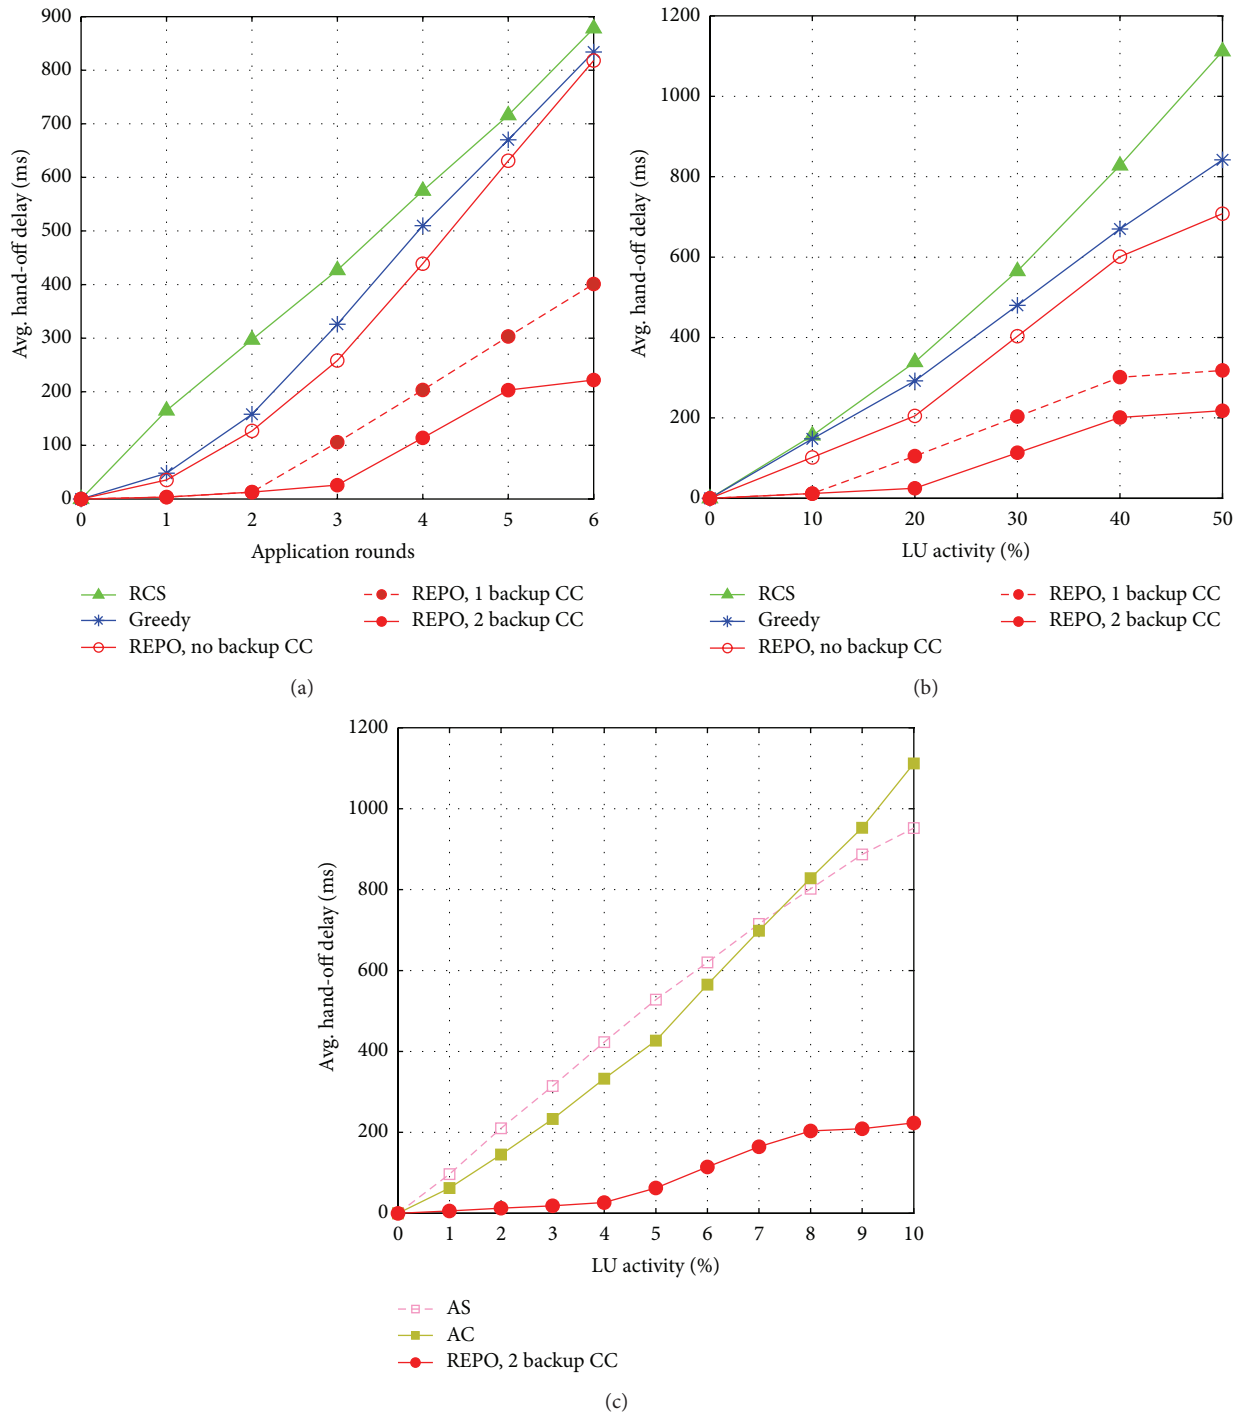 900
800
700
600
500
400
300
200
100
0
Avg. hand-off delay (ms)
0 1 2 3 4 5 6
Application rounds
RCS
Greedy
REPO, no backup CC
REPO, 1 backup CC
REPO, 2 backup CC
(a)
1200
1000
800
600
400
200
0
Avg. hand-off delay (ms)
0 10 20 30 40 50
LU activity (%)
RCS
Greedy
REPO, no backup CC
REPO, 1 backup CC
REPO, 2 backup CC
(b)
1200
1000
800
600
400
200
0
Avg. hand-off delay (ms)
0 1 2 3 4 5 6 7 8 9 10
LU activity (%)
AS
AC
REPO, 2 backup CC
(c)